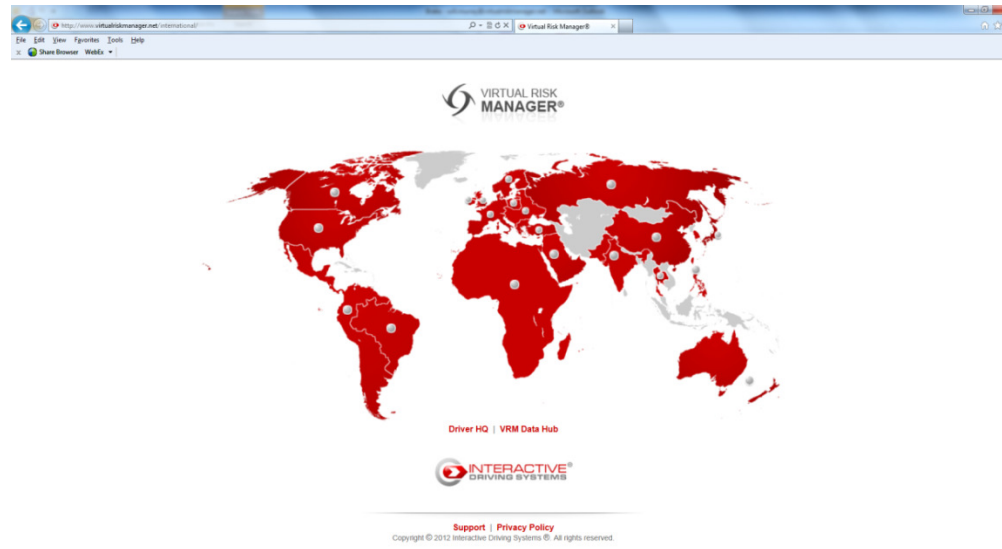 http://www.virtualriskmanager.net/international/
Virtual Risk Manager®
File Edit View Favorites Tools Help
Share Browser WebEx
VIRTUAL RISK
MANAGER®
Driver HQ | VRM Data Hub
INTERACTIVE®
DRIVING SYSTEMS
Support | Privacy Policy
Copyright © 2012 Interactive Driving Systems ®. All rights reserved.